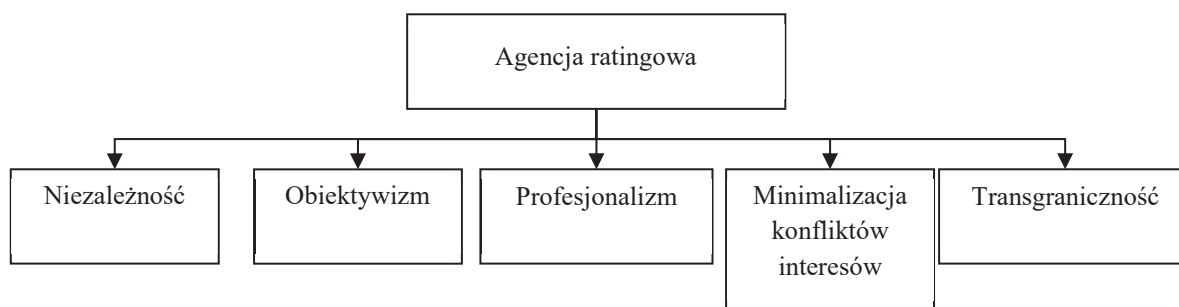 Agencja ratingowa
Niezależność
Obiektywizm
Profesjonalizm
Minimalizacja
konfliktów
interesów
Transgraniczność